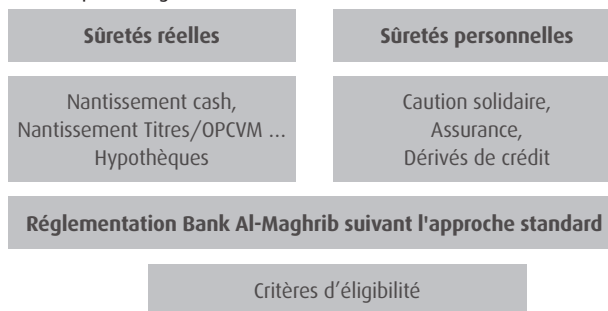 Sûretés réelles
Sûretés personnelles
Nantissement cash,
Nantissement Titres/OPCVM ...
Hypothèques
Caution solidaire,
Assurance,
Dérivés de crédit
Réglementation Bank Al-Maghrib suivant l'approche standard
Critères d'éligibilité